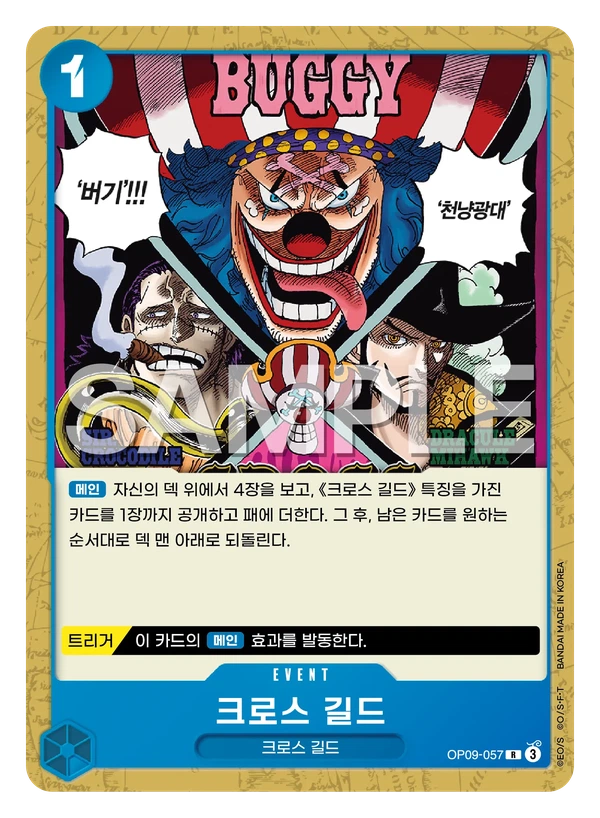 1
BUGGY
'버기'!!!
'천냥광대'
SAMPLE
SIR
CROCODILE
DRACULE
MIHAWK
메인 자신의 덱 위에서 4장을 보고, 《크로스 길드》 특징을 가진
카드를 1장까지 공개하고 패에 더한다. 그 후, 남은 카드를 원하는
순서대로 덱 맨 아래로 되돌린다.
트리거 이 카드의 메인 효과를 발동한다.
EVENT
크로스 길드
크로스 길드
OP09-057 R 3
©EO/S. ©O/S·F·T BANDAI MADE IN KOREA